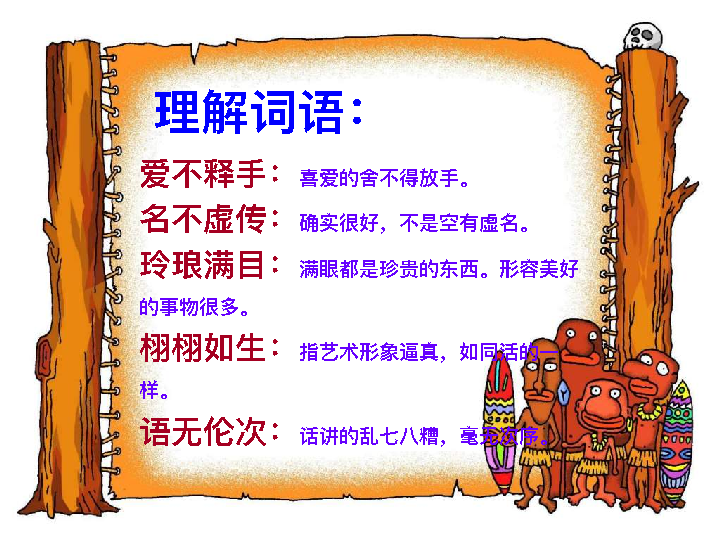 理解词语：
爱不释手：喜爱的舍不得放手。
名不虚传：确实很好，不是空有虚名。
玲琅满目：满眼都是珍贵的东西。形容美好
的事物很多。
栩栩如生：指艺术形象逼真，如同活的一
样。
语无伦次：话讲的乱七八糟，毫无次序。